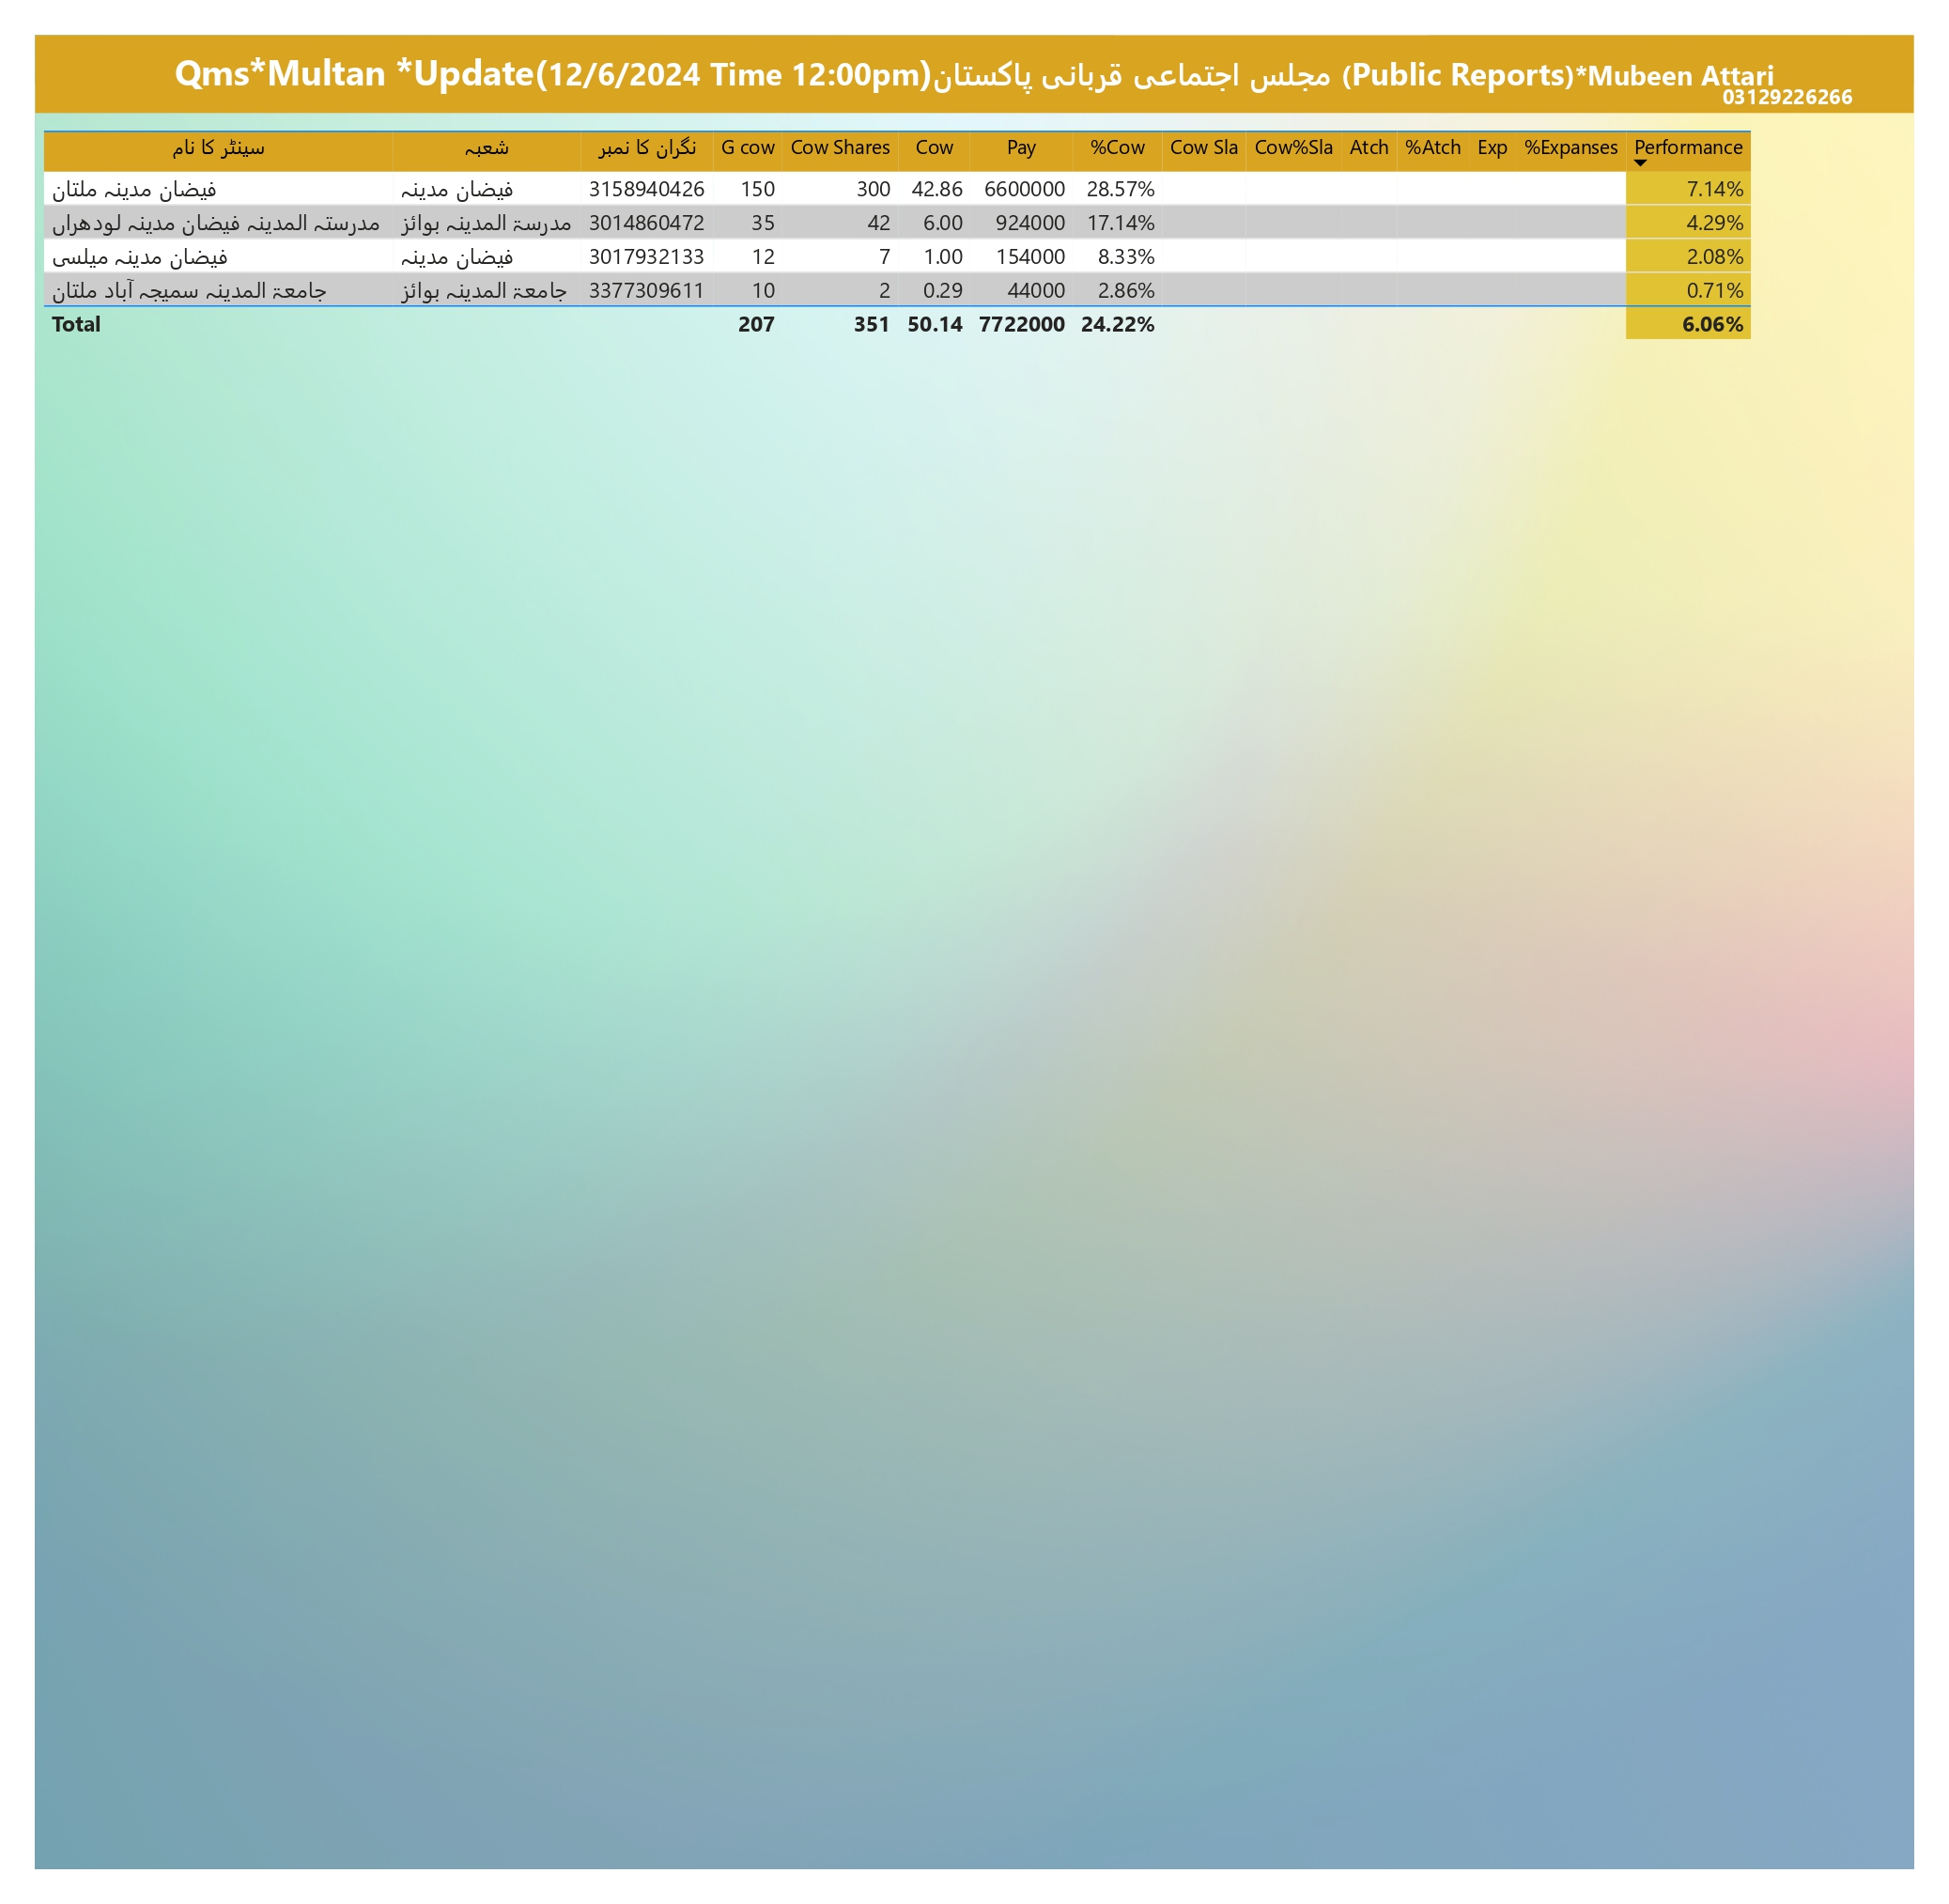 Qms*Multan *Update(12/6/2024 Time 12:00pm)مجلس اجتماعی قربانی پاکستان (Public Reports)*Mubeen Attari
03129226266
سینٹر کا نام شعبہ نگران کا نمبر G cow Cow Shares Cow Pay %Cow Cow Sla Cow%Sla Atch %Atch Exp %Expanses Performance
فیضان مدینہ ملتان فیضان مدینہ 3158940426 150 300 42.86 6600000 28.57% 7.14%
مدرستہ المدینہ فیضان مدینہ لودھراں مدرسۃ المدینہ بوائز 3014860472 35 42 6.00 924000 17.14% 4.29%
فیضان مدینہ میلسی فیضان مدینہ 3017932133 12 7 1.00 154000 8.33% 2.08%
جامعۃ المدینہ سمیجہ آباد ملتان جامعۃ المدینہ بوائز 3377309611 10 2 0.29 44000 2.86% 0.71%
Total 207 351 50.14 7722000 24.22% 6.06%